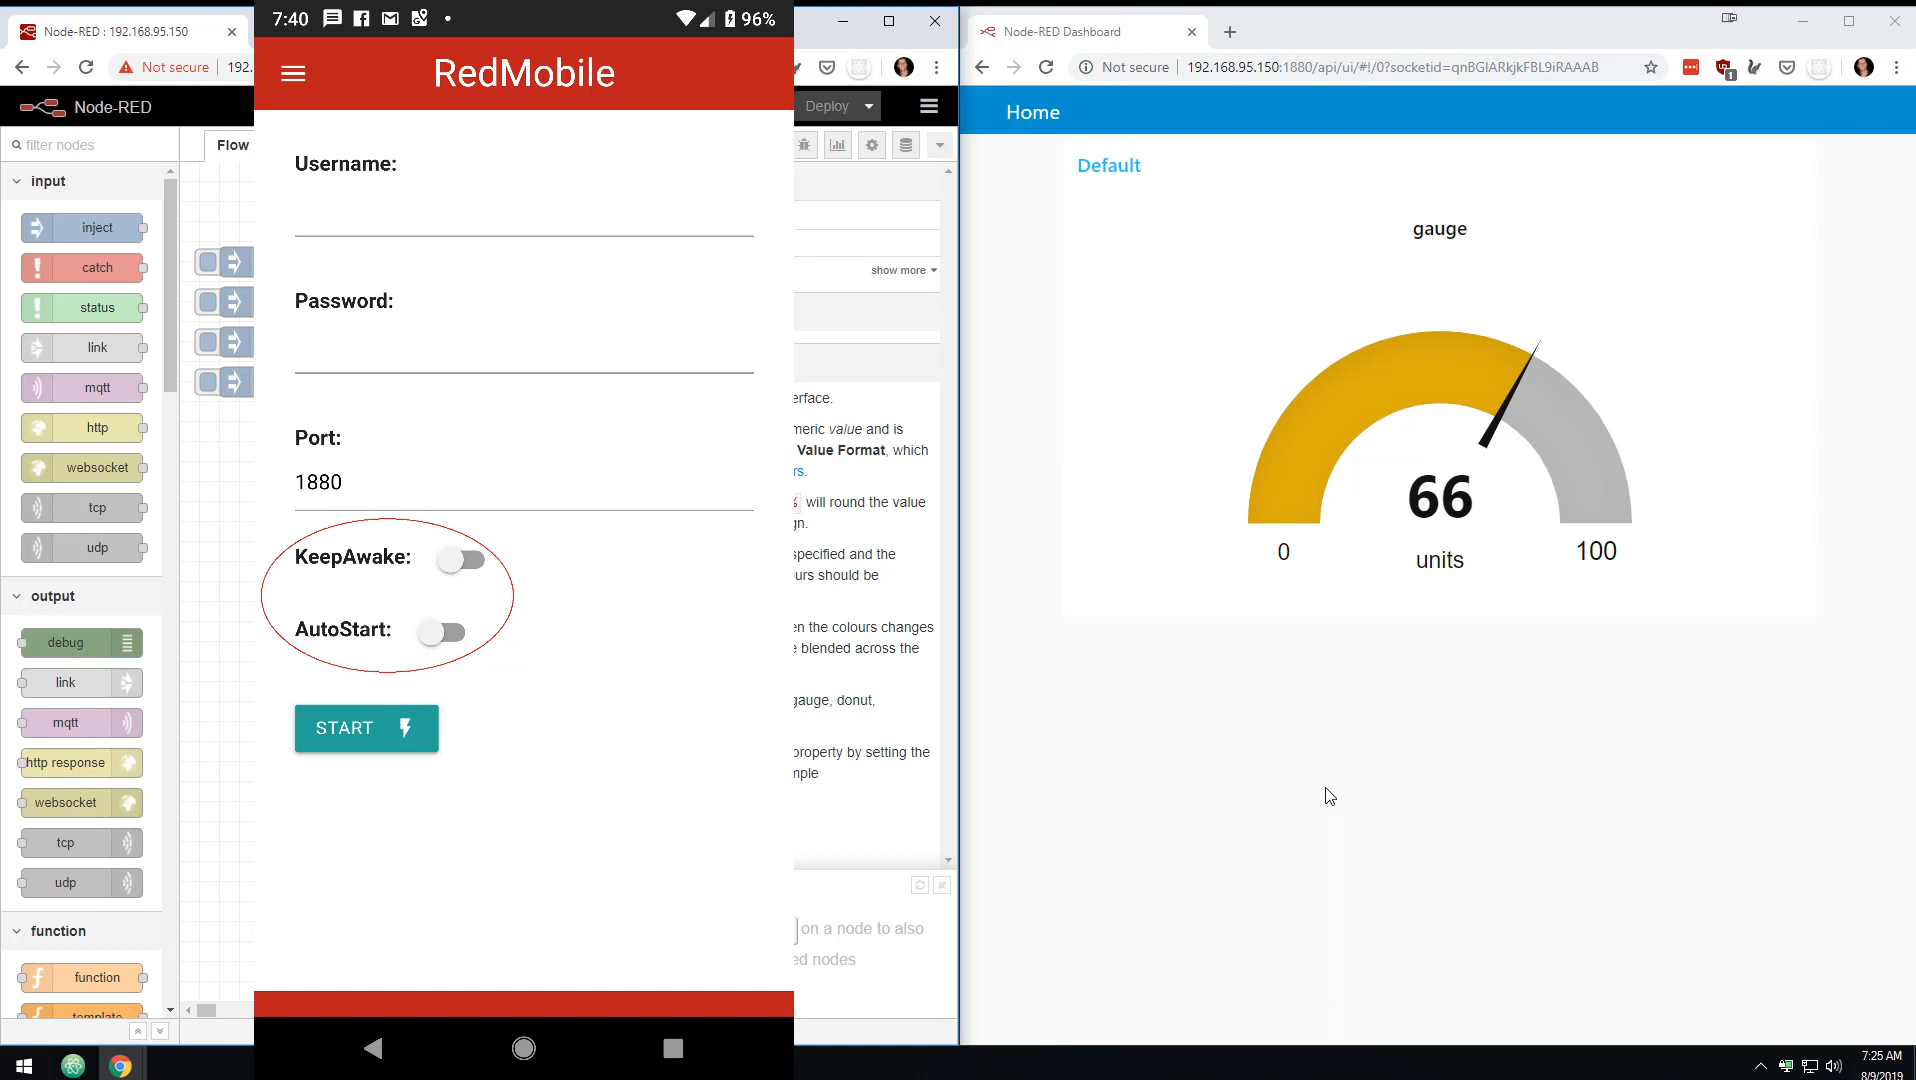 Node-RED : 192.168.95.150
Not secure
192.
Node-RED
filter nodes
Flow
input
inject
catch
status
link
mqtt
http
websocket
tcp
udp
output
debug
link
mqtt
http response
websocket
tcp
udp
function
function
template
7:40
96%
RedMobile
Username:
Password:
Port:
1880
KeepAwake:
AutoStart:
START
Deploy
show more
erface.
meric value and is
Value Format, which
rs.
will round the value
gn.
specified and the
urs should be
en the colours changes
e blended across the
gauge, donut,
property by setting the
mple
on a node to also
ed nodes
Node-RED Dashboard
Not secure
192.168.95.150:1880/api/ui/#!/0?socketid=qnBGlARkjkFBL9iRAAAB
1
Home
Default
gauge
66
0
units
100
7:25 AM
8/9/2019